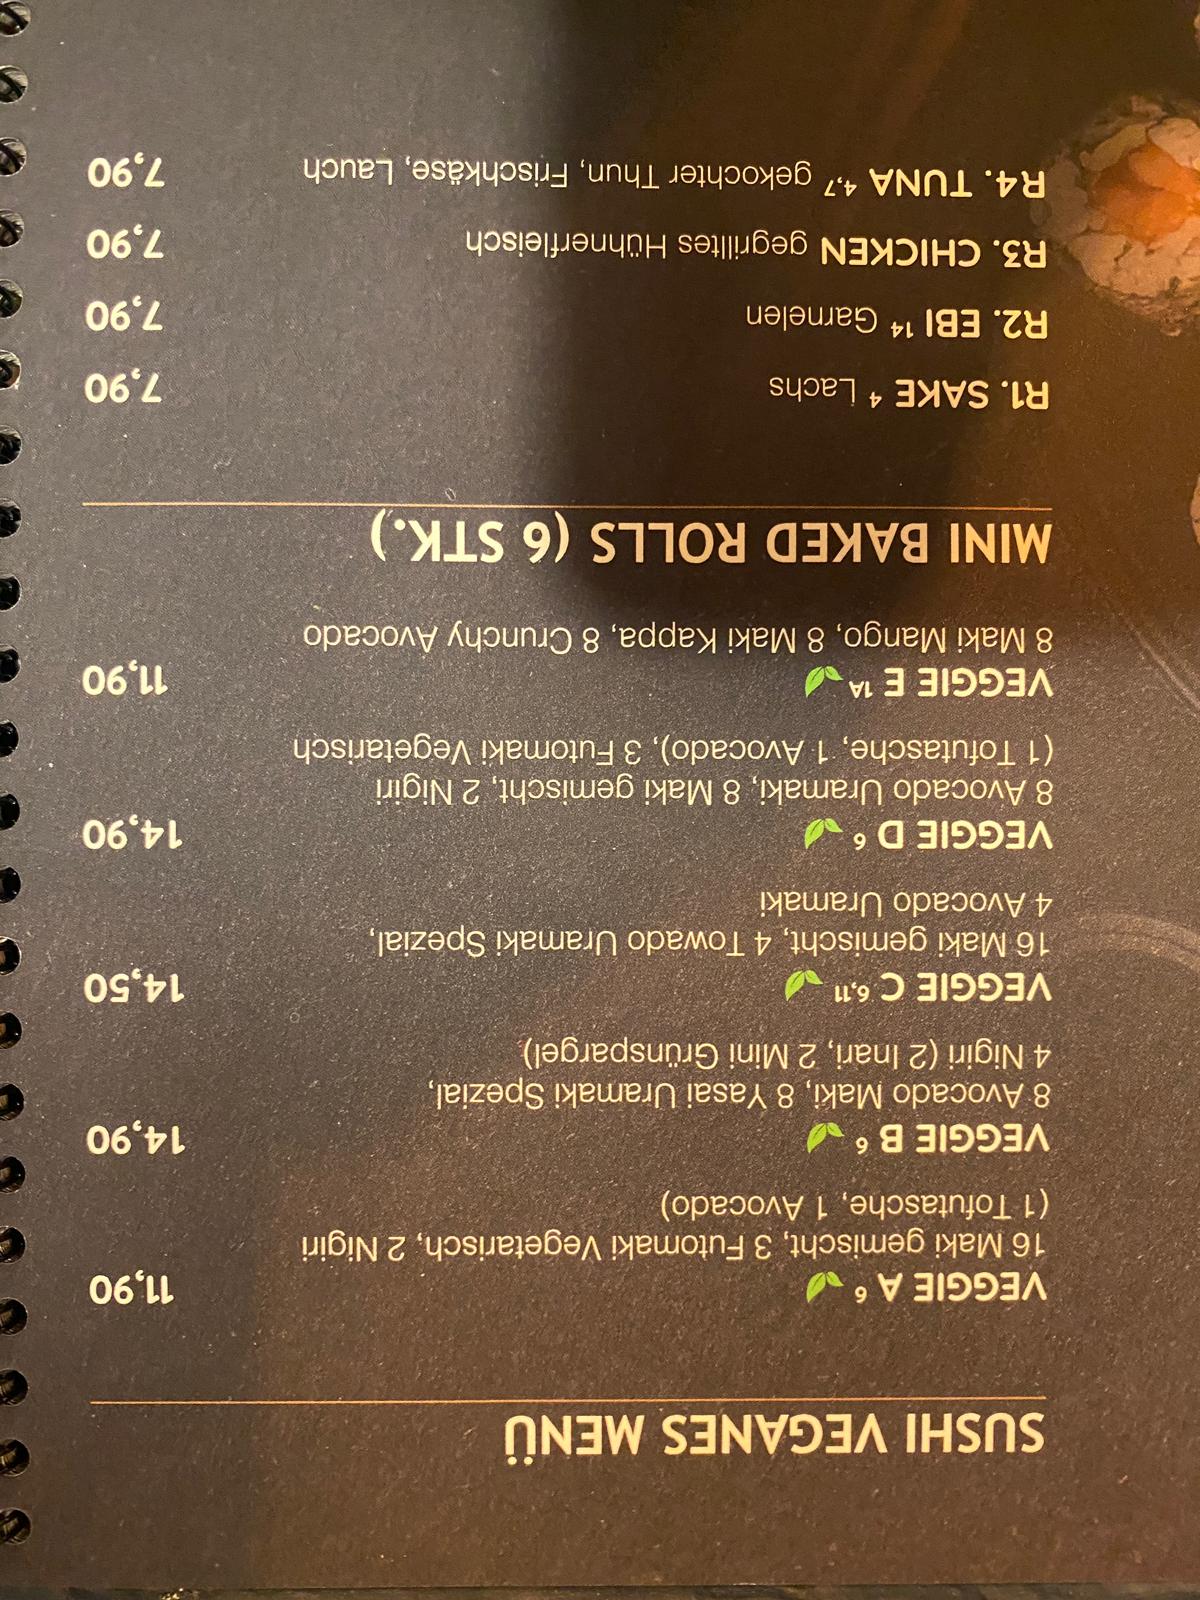 SUSHI VEGANES MENÜ
VEGGIE A 6 11,90
16 Maki gemischt, 3 Futomaki Vegetarisch, 2 Nigiri
(1 Tofutasche, 1 Avocado)
VEGGIE B 6 14,90
8 Avocado Maki, 8 Yasai Uramaki Spezial,
4 Nigiri (2 Inari, 2 Mini Grünspargel)
VEGGIE C 6,11 14,50
16 Maki gemischt, 4 Towado Uramaki Spezial,
4 Avocado Uramaki
VEGGIE D 6 14,90
8 Avocado Uramaki, 8 Maki gemischt, 2 Nigiri
(1 Tofutasche, 1 Avocado), 3 Futomaki Vegetarisch
VEGGIE E 1A 11,90
8 Maki Mango, 8 Maki Kappa, 8 Crunchy Avocado
MINI BAKED ROLLS (6 STK.)
R1. SAKE 4 Lachs 7,90
R2. EBI 14 Garnelen 7,90
R3. CHICKEN gegrilltes Hühnerfleisch 7,90
R4. TUNA 4,7 gekochter Thun, Frischkäse, Lauch 7,90